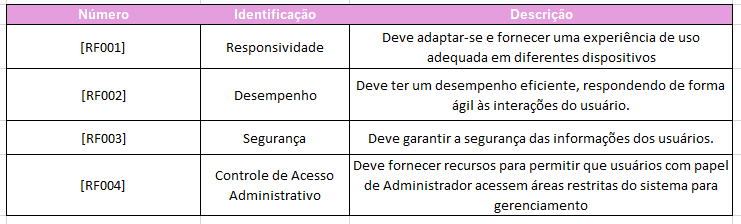 Número Identificação Descrição
[RF001] Responsividade Deve adaptar-se e fornecer uma experiência de uso
adequada em diferentes dispositivos
[RF002] Desempenho Deve ter um desempenho eficiente, respondendo de forma
ágil às interações do usuário.
[RF003] Segurança Deve garantir a segurança das informações dos usuários.
[RF004] Controle de Acesso
Administrativo
Deve fornecer recursos para permitir que usuários com papel
de Administrador acessem áreas restritas do sistema para
gerenciamento